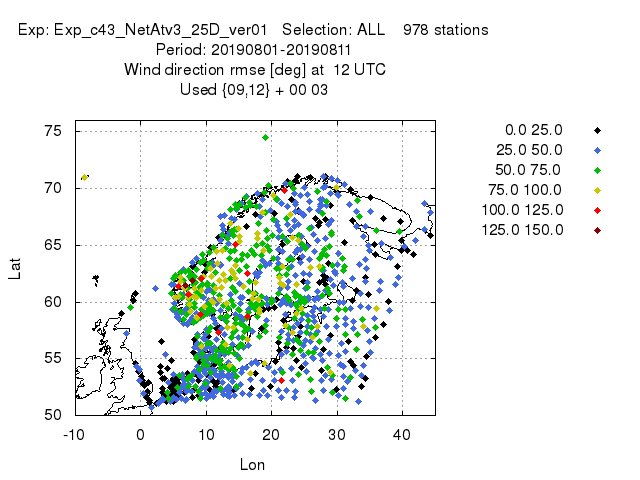 Exp: Exp_c43_NetAtv3_25D_ver01 Selection: ALL 978 stations
Period: 20190801-20190811
Wind direction rmse [deg] at 12 UTC
Used {09,12} + 00 03
0.0 25.0
25.0 50.0
50.0 75.0
75.0 100.0
100.0 125.0
125.0 150.0
Lat
75
70
65
60
55
50
-10 0 10 20 30 40
Lon